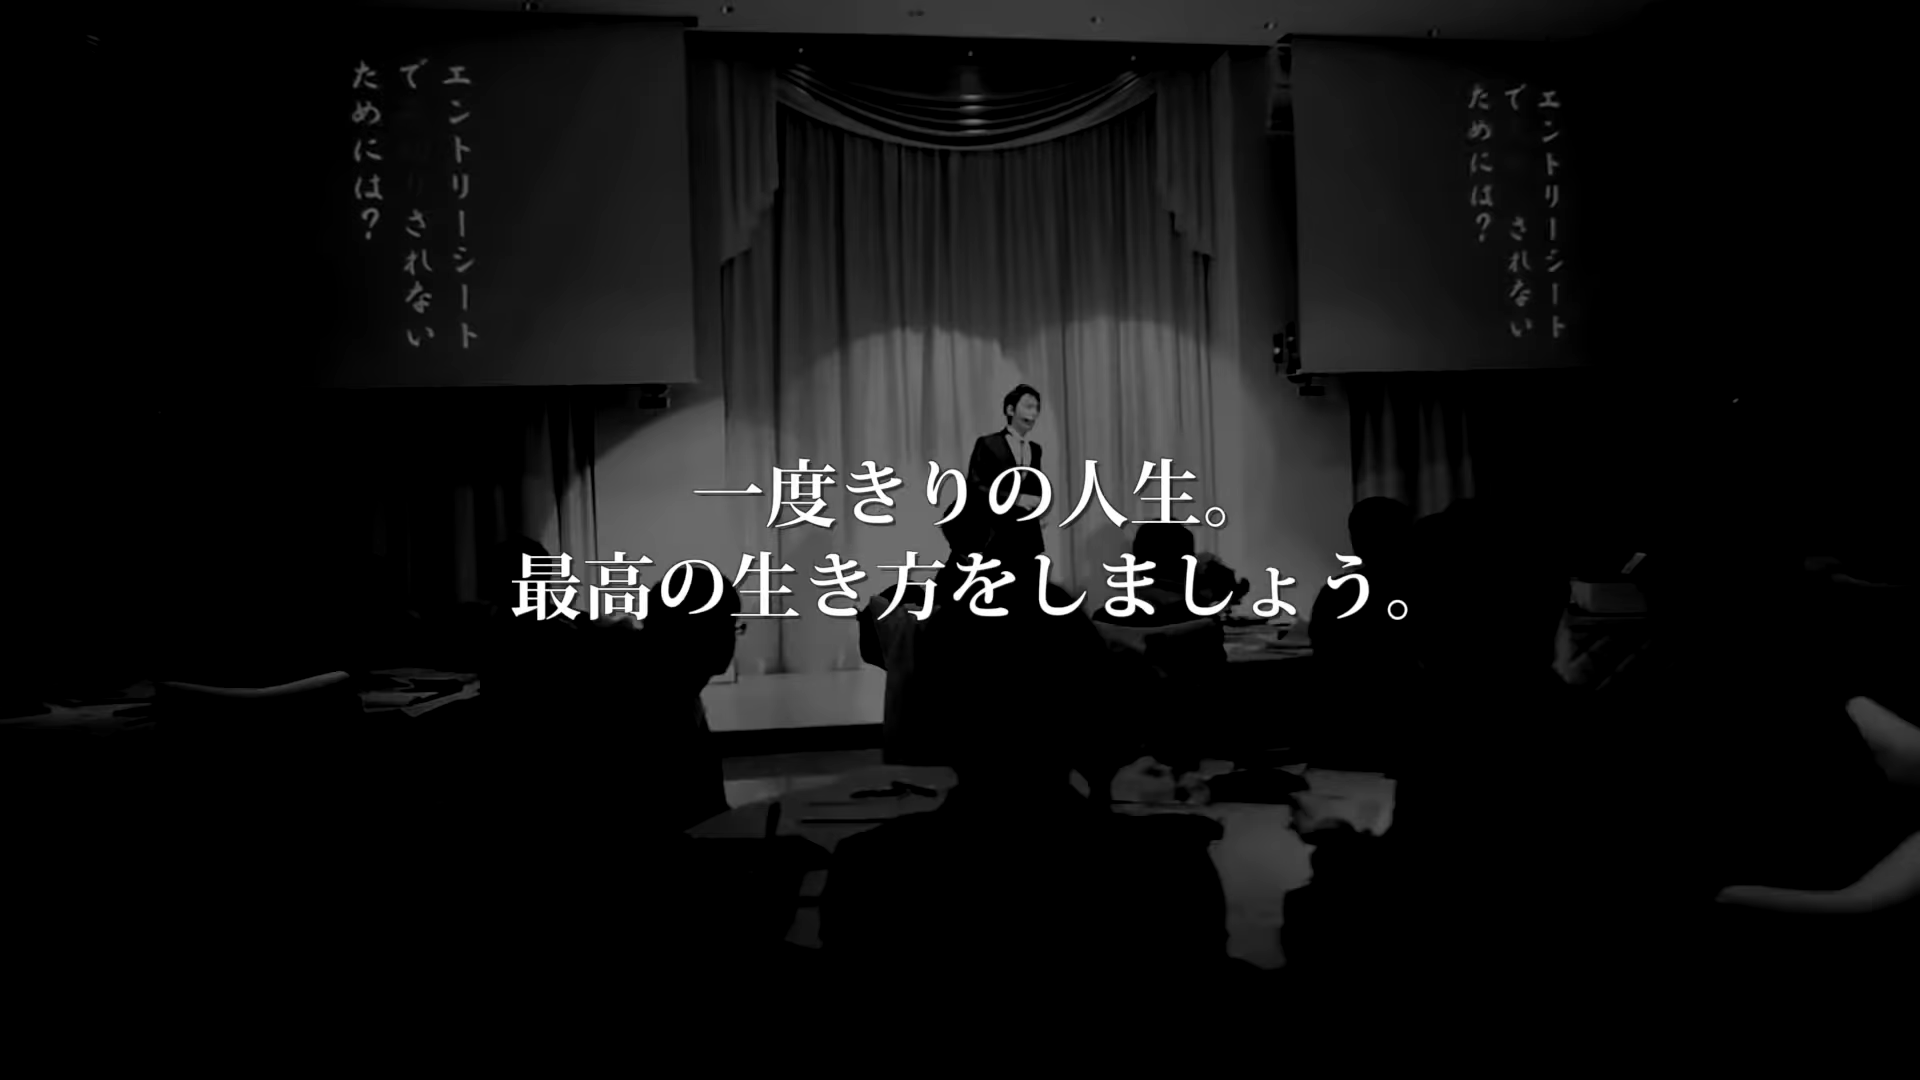 一度きりの人生。
最高の生き方をしましょう。
エントリーシート
で されない
ためには?
エントリーシート
で されない
ためには?